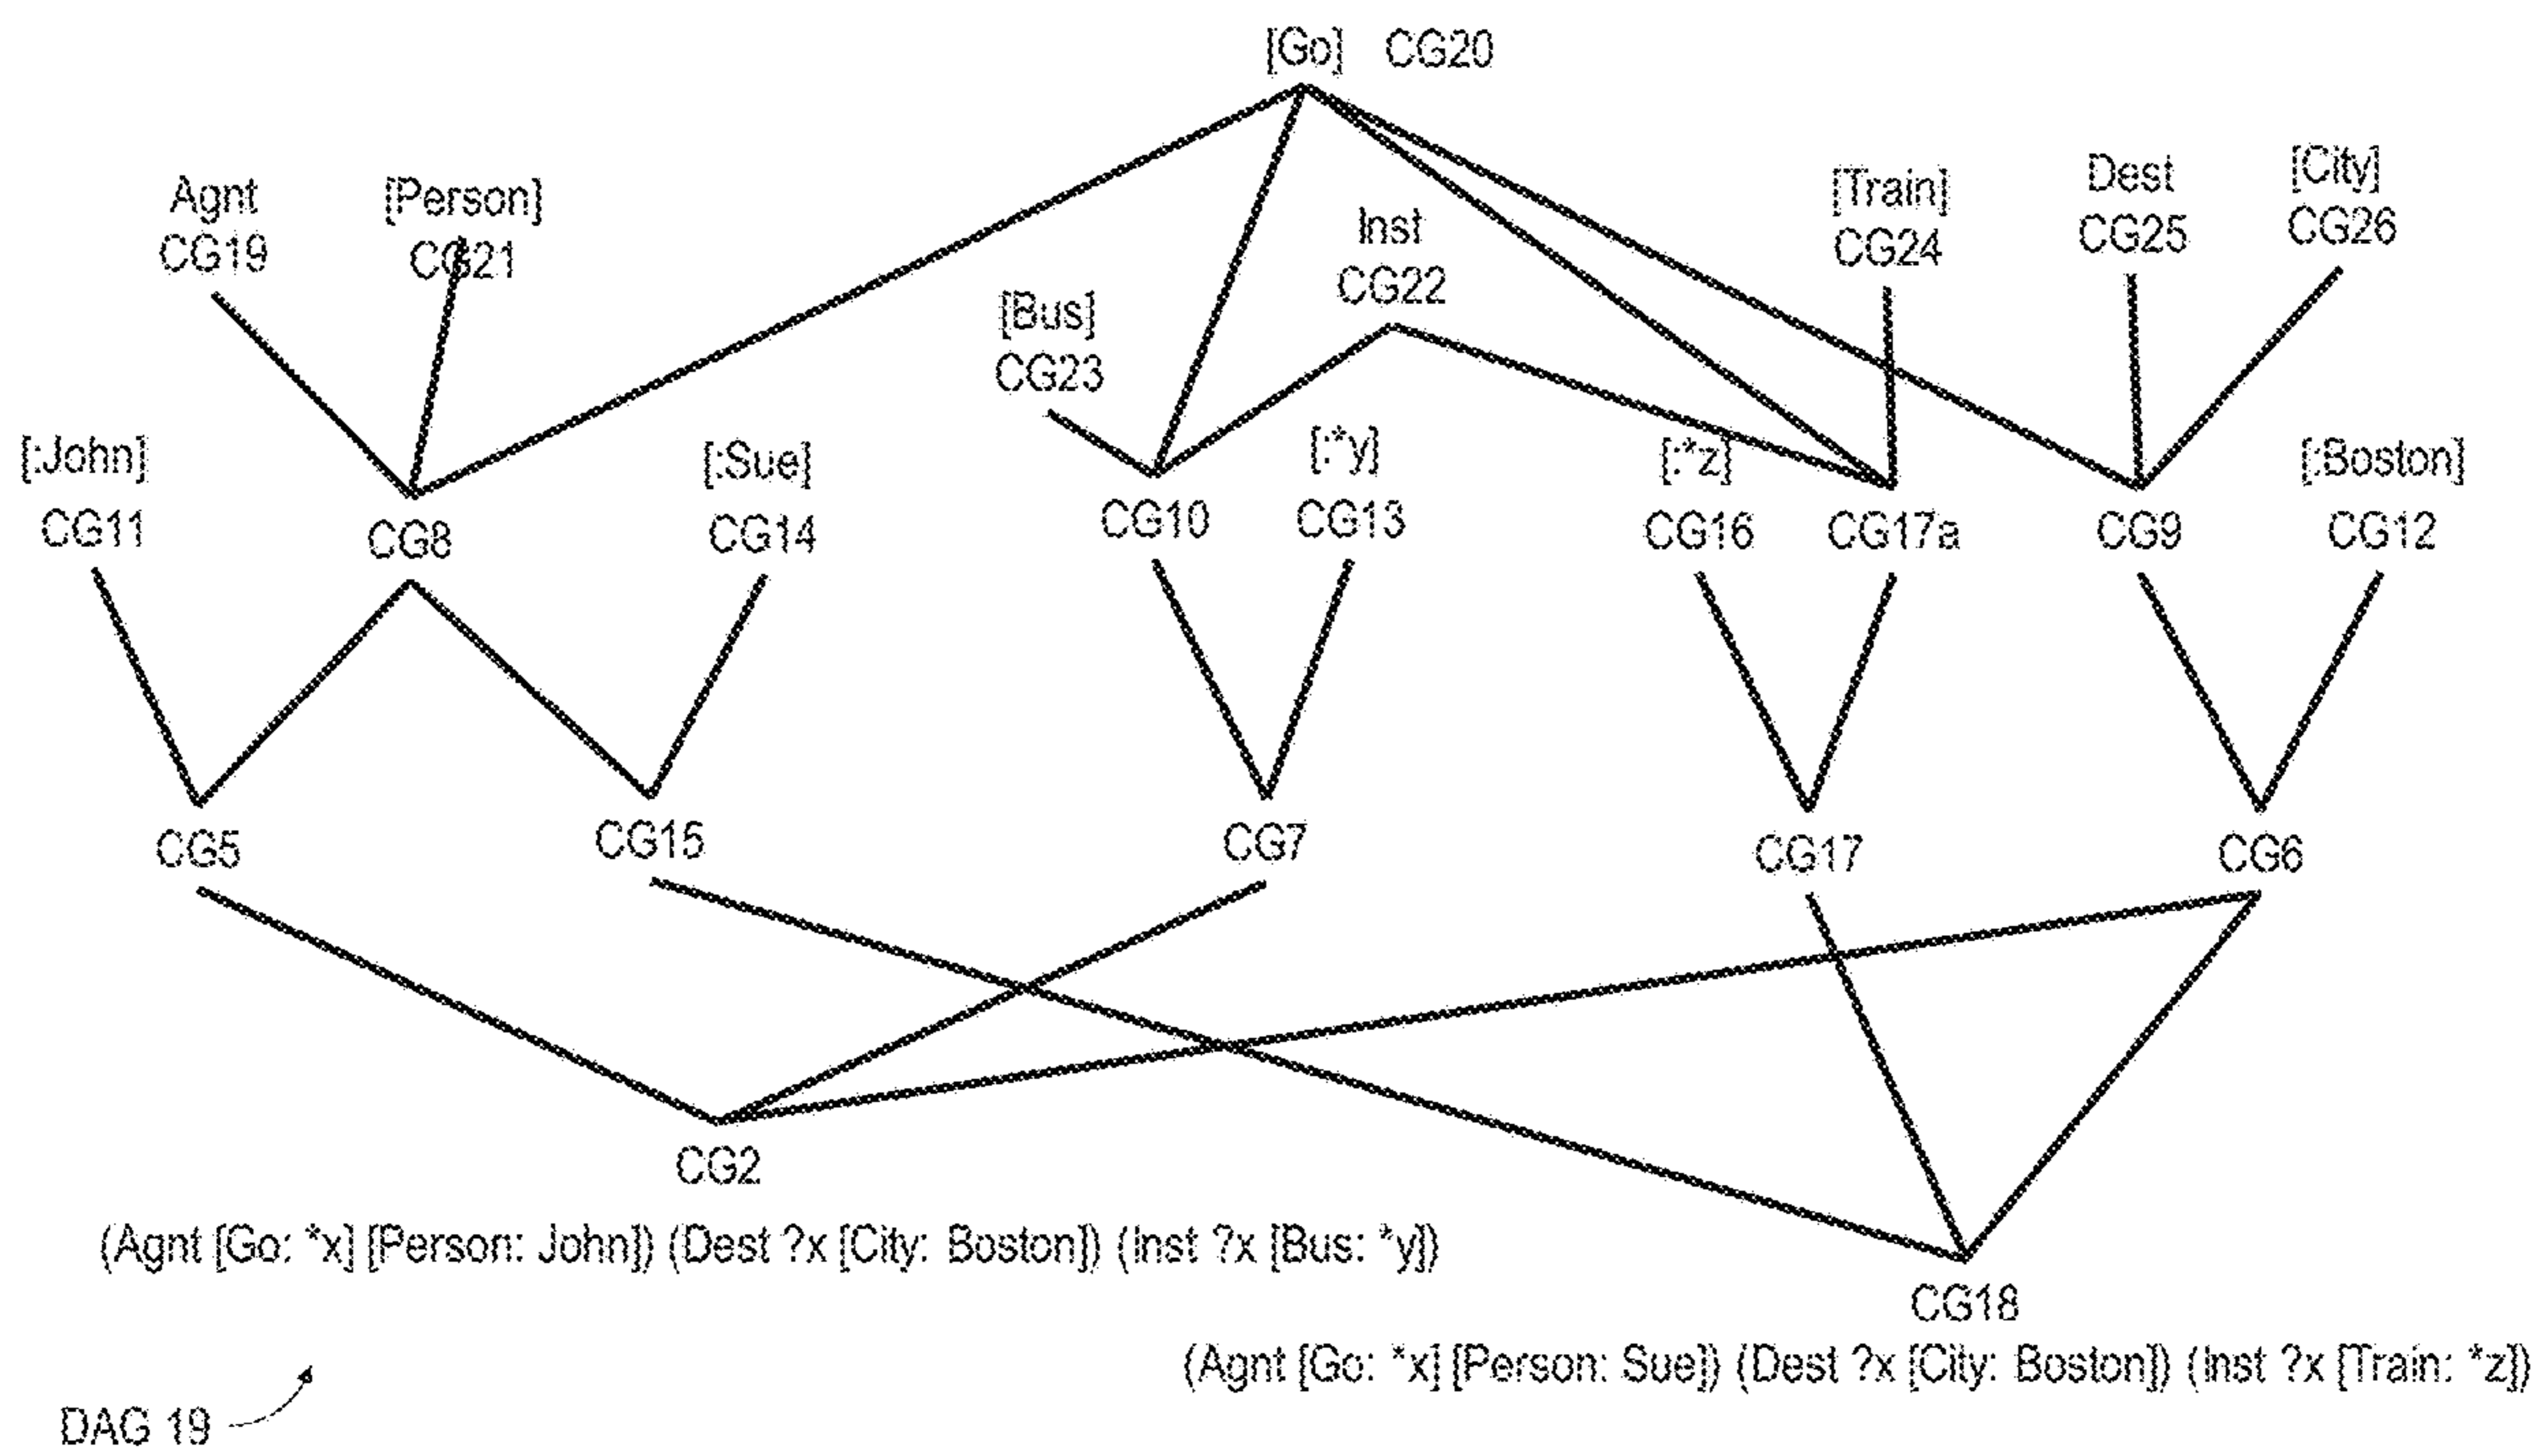 [Go] CG20
Agnt
CG19
[Person]
CG21
[Bus]
CG23
Inst
CG22
[Train]
CG24
Dest
CG25
[City]
CG26
[:John]
CG11
CG8
[:Sue]
CG14
CG10
[:*y]
CG13
[:*z]
CG16
CG17a
CG9
[:Boston]
CG12
CG5
CG15
CG7
CG17
CG6
CG2
(Agnt [Go: *x] [Person: John]) (Dest ?x [City: Boston]) (Inst ?x [Bus: *y])
CG18
(Agnt [Go: *x] [Person: Sue]) (Dest ?x [City: Boston]) (Inst ?x [Train: *z])
DAG 19